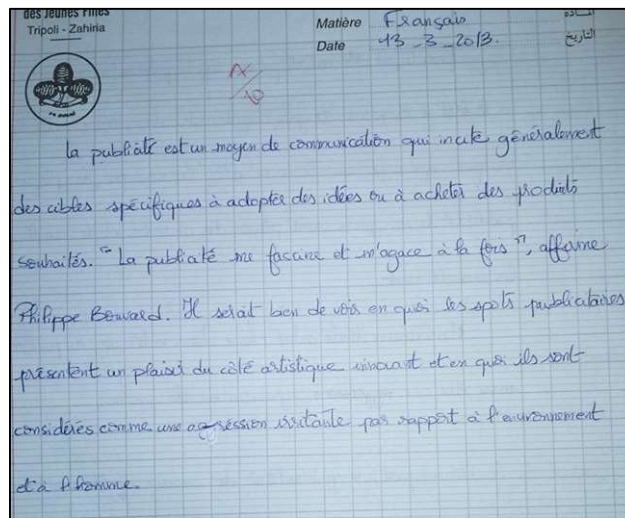 des Jeunes Filles
Tripoli - Zahiria
Matière Français المــادة
Date 13-3-2013. التاريخ
la publicité est un moyen de communication qui incite généralement
des cibles spécifiques à adopter des idées ou à acheter des produits
souhaités. "La publicité me fascine et m'agace à la fois", affirme
Philippe Bouvard. Il serait bon de voir en quoi les spots publicitaires
présentent un plaisir du côté artistique innovant et en quoi ils sont
considérés comme une agression irritante par rapport à l'environnement
et à l'homme.